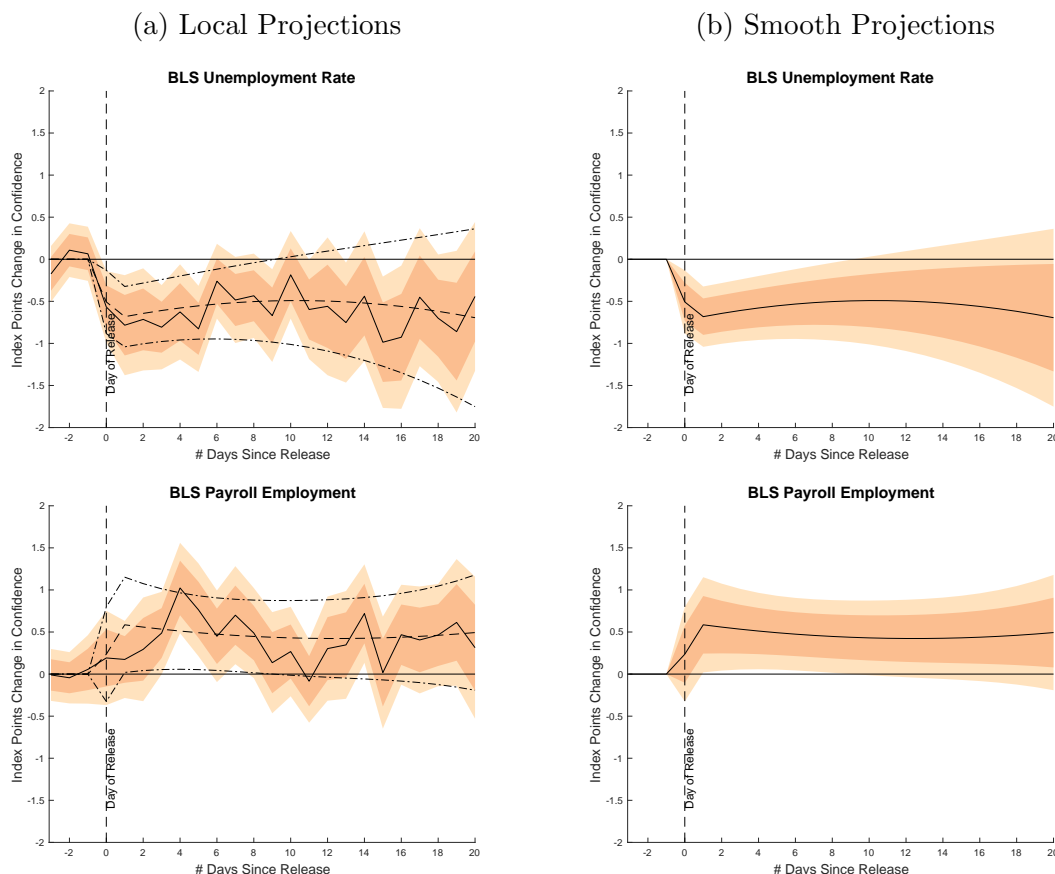 (a) Local Projections
(b) Smooth Projections
BLS Unemployment Rate
2
1.5
1
0.5
0
-0.5
-1
-1.5
-2
Index Points Change in Confidence
Day of Release
-2 0 2 4 6 8 10 12 14 16 18 20
# Days Since Release
BLS Unemployment Rate
2
1.5
1
0.5
0
-0.5
-1
-1.5
-2
Index Points Change in Confidence
Day of Release
-2 0 2 4 6 8 10 12 14 16 18 20
# Days Since Release
BLS Payroll Employment
2
1.5
1
0.5
0
-0.5
-1
-1.5
-2
Index Points Change in Confidence
Day of Release
-2 0 2 4 6 8 10 12 14 16 18 20
# Days Since Release
BLS Payroll Employment
2
1.5
1
0.5
0
-0.5
-1
-1.5
-2
Index Points Change in Confidence
Day of Release
-2 0 2 4 6 8 10 12 14 16 18 20
# Days Since Release